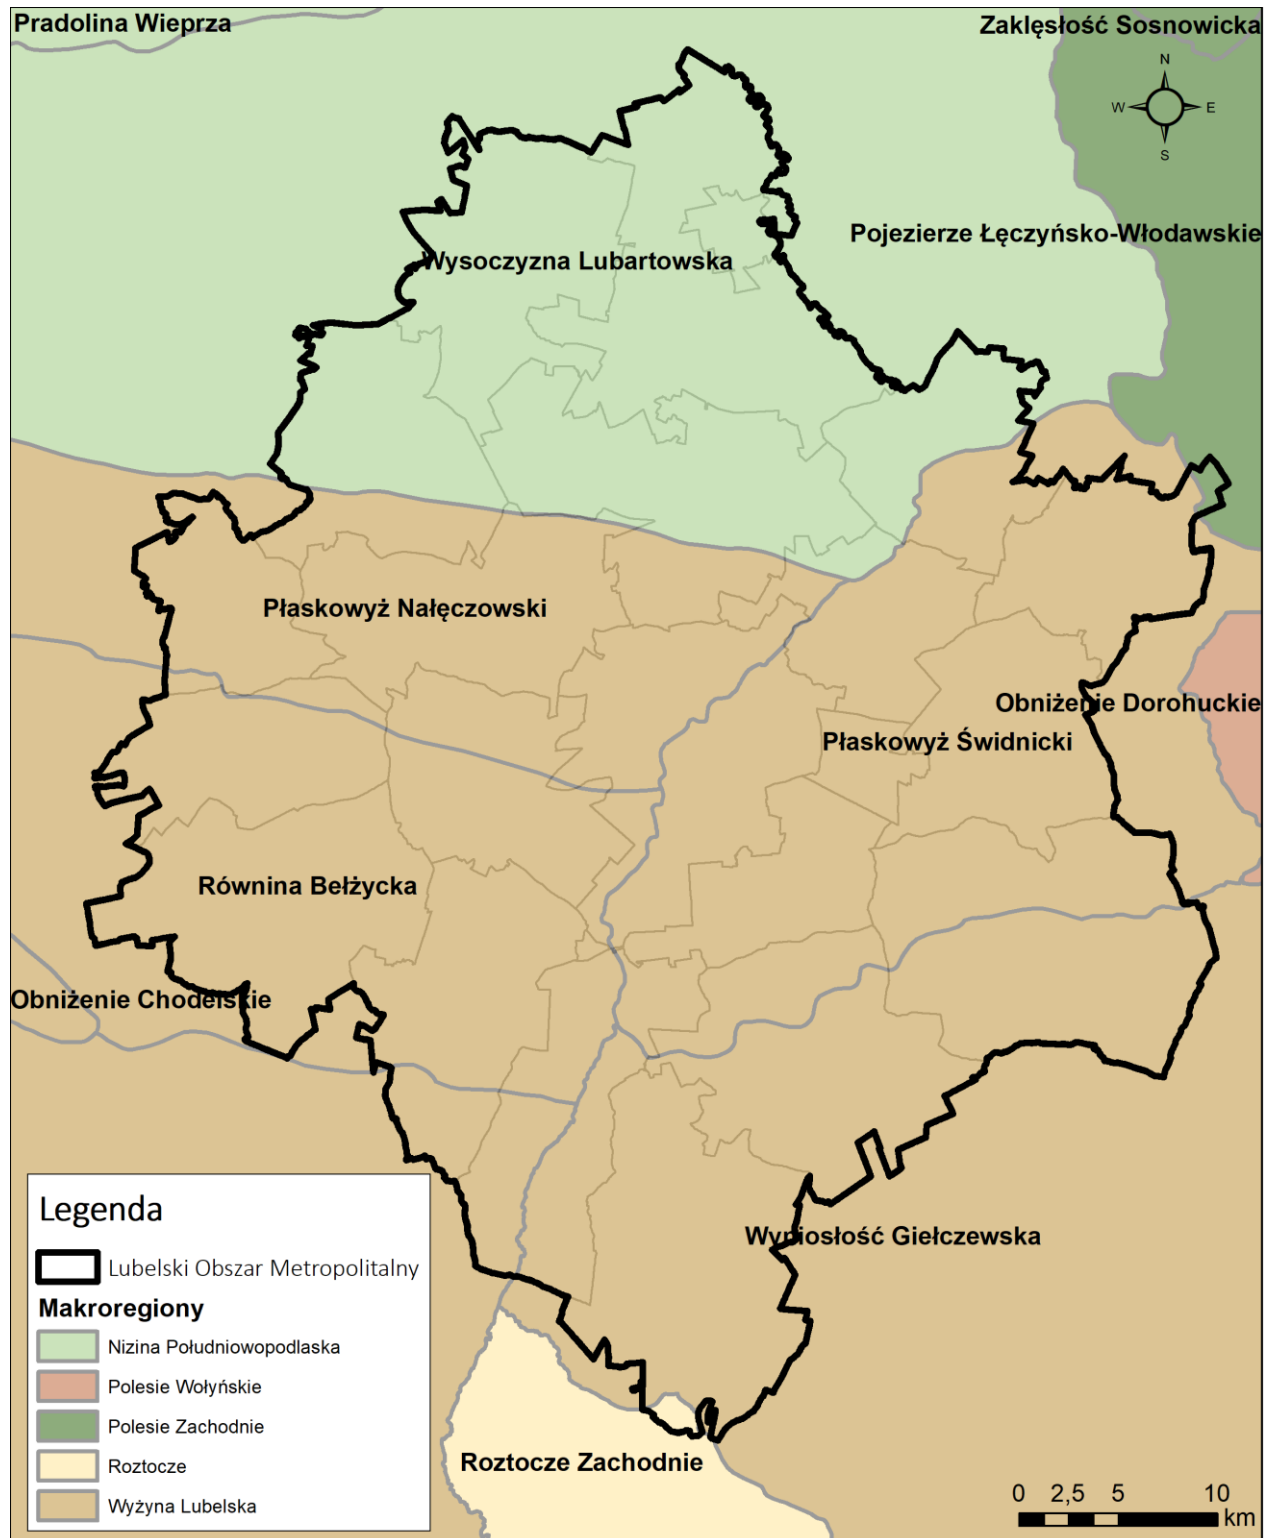 Pradolina Wieprza
Zaklęsłość Sosnowicka
N
W E
S
Pojezierze Łęczyńsko-Włodawskie
Wysoczyzna Lubartowska
Płaskowyż Nałęczowski
Obniżenie Dorohuckie
Płaskowyż Świdnicki
Równina Bełżycka
Obniżenie Chodelskie
Wyniosłość Giełczewska
Roztocze Zachodnie
Legenda
Lubelski Obszar Metropolitalny
Makroregiony
Nizina Południowopodlaska
Polesie Wołyńskie
Polesie Zachodnie
Roztocze
Wyżyna Lubelska
0 2,5 5 10
km